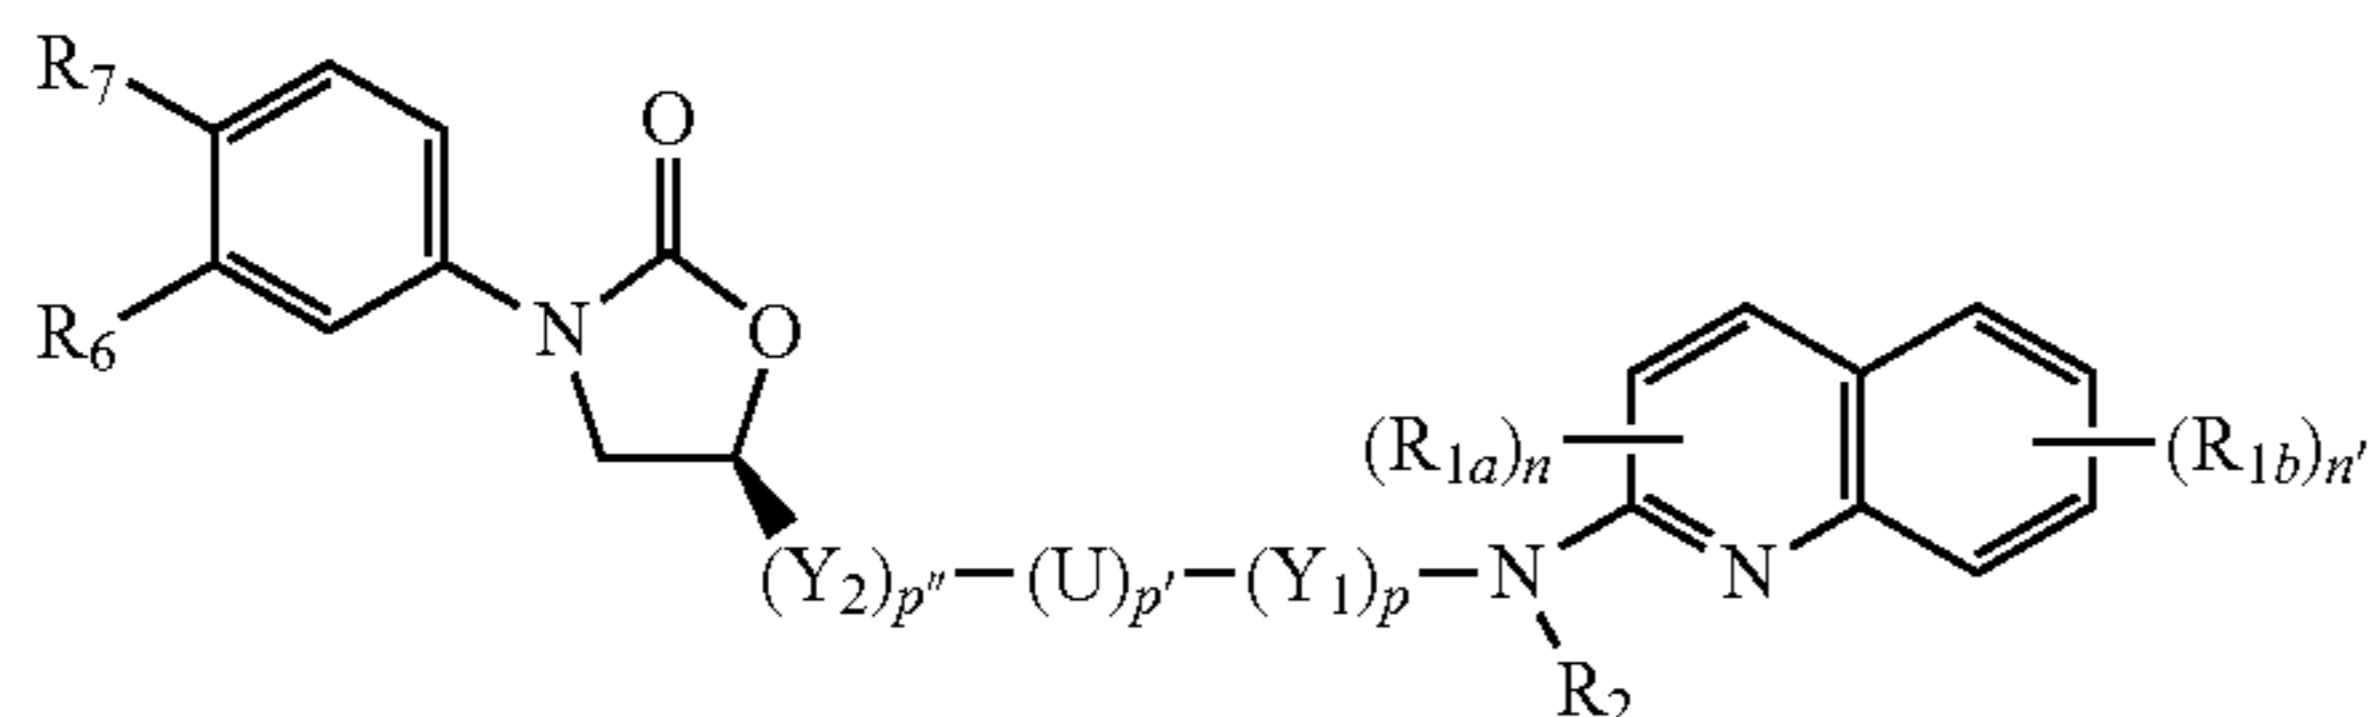 R7
O
R6
N
O
(R1a)n
(R1b)n'
(Y2)p"—(U)p'—(Y1)p—N
N
R2